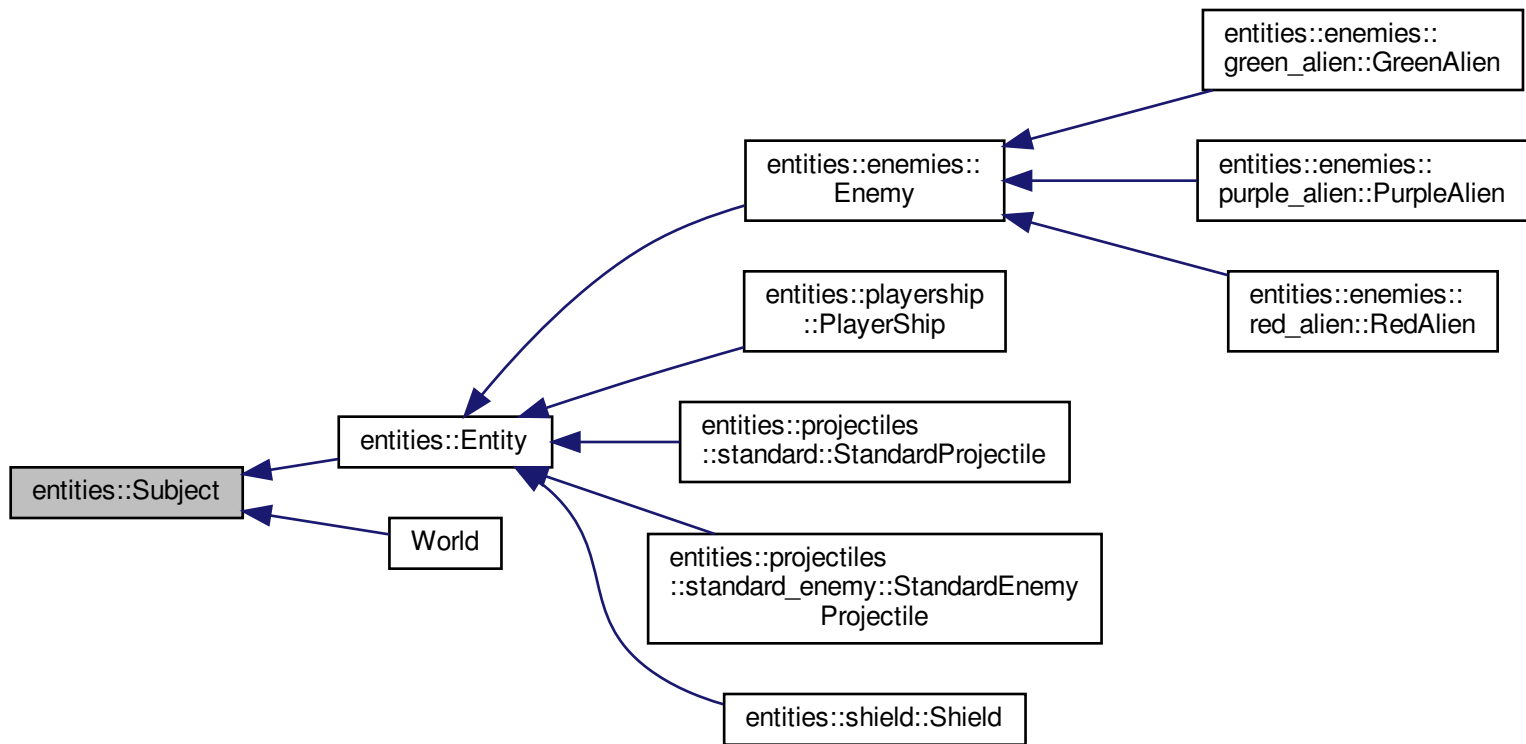 entities::enemies::
green_alien::GreenAlien
entities::enemies::
Enemy
entities::enemies::
purple_alien::PurpleAlien
entities::enemies::
red_alien::RedAlien
entities::playership
::PlayerShip
entities::Entity
entities::projectiles
::standard::StandardProjectile
entities::Subject
World
entities::projectiles
::standard_enemy::StandardEnemy
Projectile
entities::shield::Shield